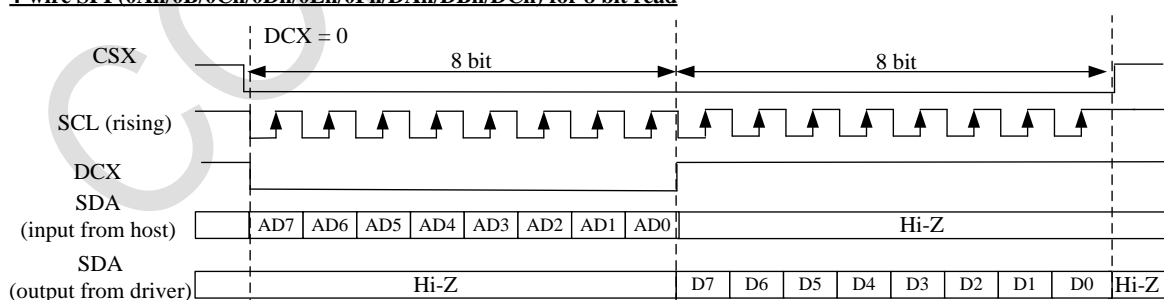 DCX = 0
CSX
8 bit
8 bit
SCL (rising)
DCX
SDA
(input from host)
AD7 AD6 AD5 AD4 AD3 AD2 AD1 AD0
Hi-Z
SDA
(output from driver)
Hi-Z
D7 D6 D5 D4 D3 D2 D1 D0
Hi-Z